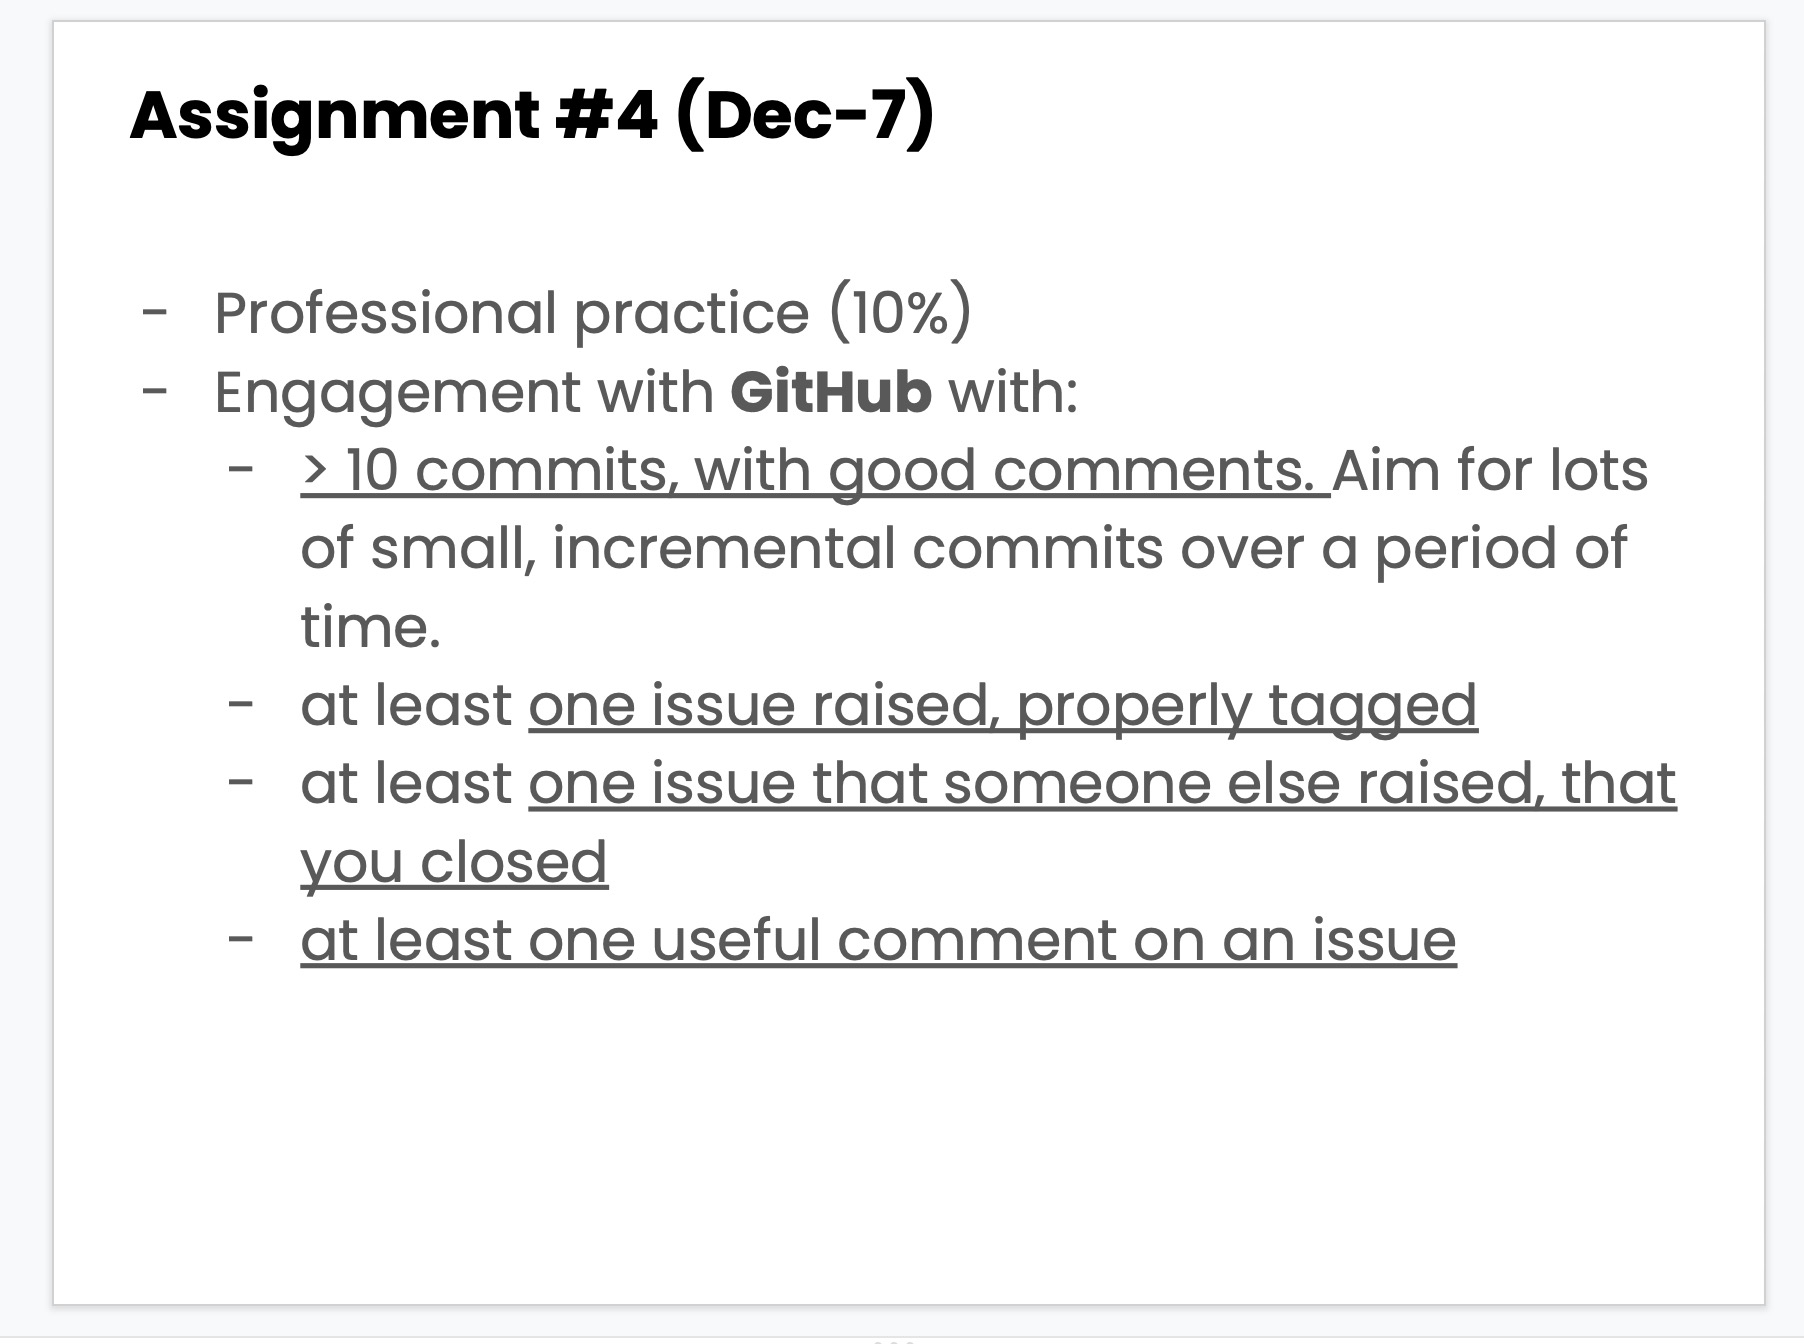 Assignment #4 (Dec-7)
- Professional practice (10%)
- Engagement with GitHub with:
- > 10 commits, with good comments. Aim for lots
of small, incremental commits over a period of
time.
- at least one issue raised, properly tagged
- at least one issue that someone else raised, that
you closed
- at least one useful comment on an issue